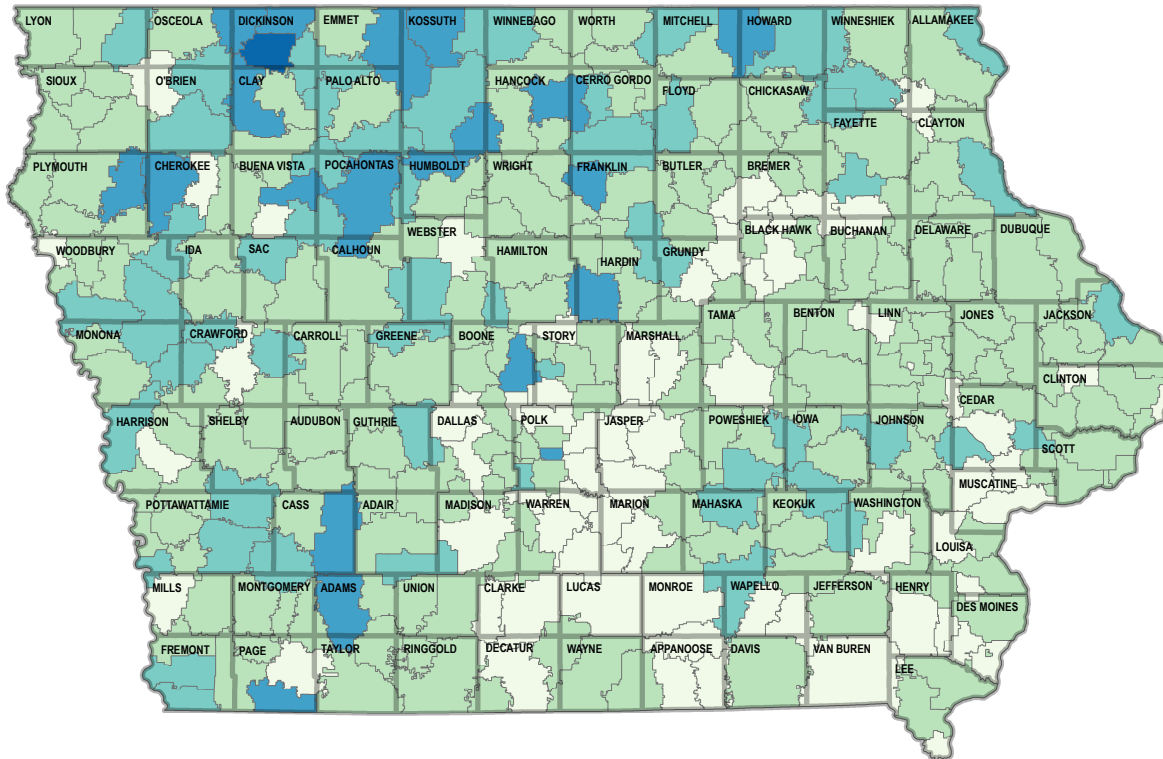 LYON
OSCEOLA
DICKINSON
EMMET
KOSSUTH
WINNEBAGO
WORTH
MITCHELL
HOWARD
WINNESHIEK
ALLAMAKEE
SIOUX
O'BRIEN
CLAY
PALO ALTO
HANCOCK
CERRO GORDO
FLOYD
CHICKASAW
FAYETTE
CLAYTON
PLYMOUTH
CHEROKEE
BUENA VISTA
POCAHONTAS
HUMBOLDT
WRIGHT
FRANKLIN
BUTLER
BREMER
WOODBURY
IDA
SAC
CALHOUN
WEBSTER
HAMILTON
HARDIN
GRUNDY
BLACK HAWK
BUCHANAN
DELAWARE
DUBUQUE
MONONA
CRAWFORD
CARROLL
GREENE
BOONE
STORY
MARSHALL
TAMA
BENTON
LINN
JONES
JACKSON
CLINTON
CEDAR
HARRISON
SHELBY
AUDUBON
GUTHRIE
DALLAS
POLK
JASPER
POWESHIEK
IOWA
JOHNSON
SCOTT
MUSCATINE
POTTAWATTAMIE
CASS
ADAIR
MADISON
WARREN
MARION
MAHASKA
KEOKUK
WASHINGTON
LOUISA
MILLS
MONTGOMERY
ADAMS
UNION
CLARKE
LUCAS
MONROE
WAPELLO
JEFFERSON
HENRY
DES MOINES
FREMONT
PAGE
TAYLOR
RINGGOLD
DECATUR
WAYNE
APPANOOSE
DAVIS
VAN BUREN
LEE